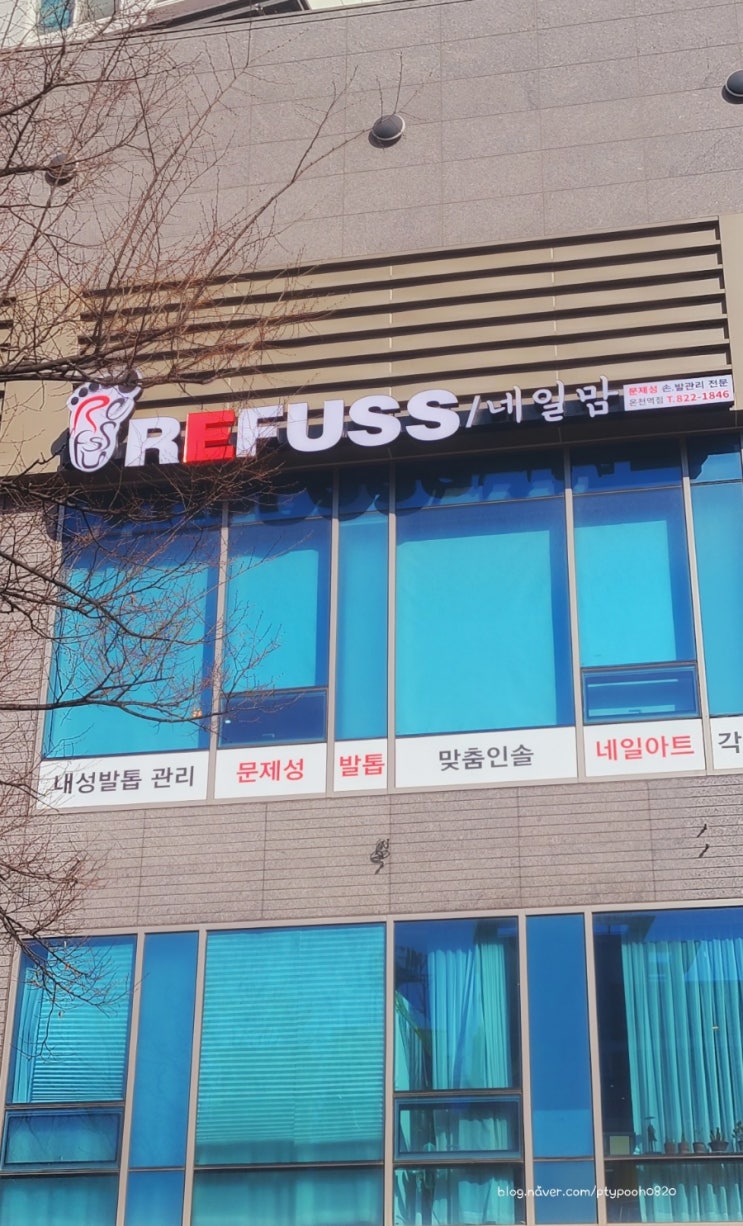 REFUSS/네일맘
문제성 손.발관리 전문
온천역점 T.822-1846
내성발톱 관리 문제성 발톱 맞춤인솔 네일아트 각
blog.naver.com/ptypooh0820